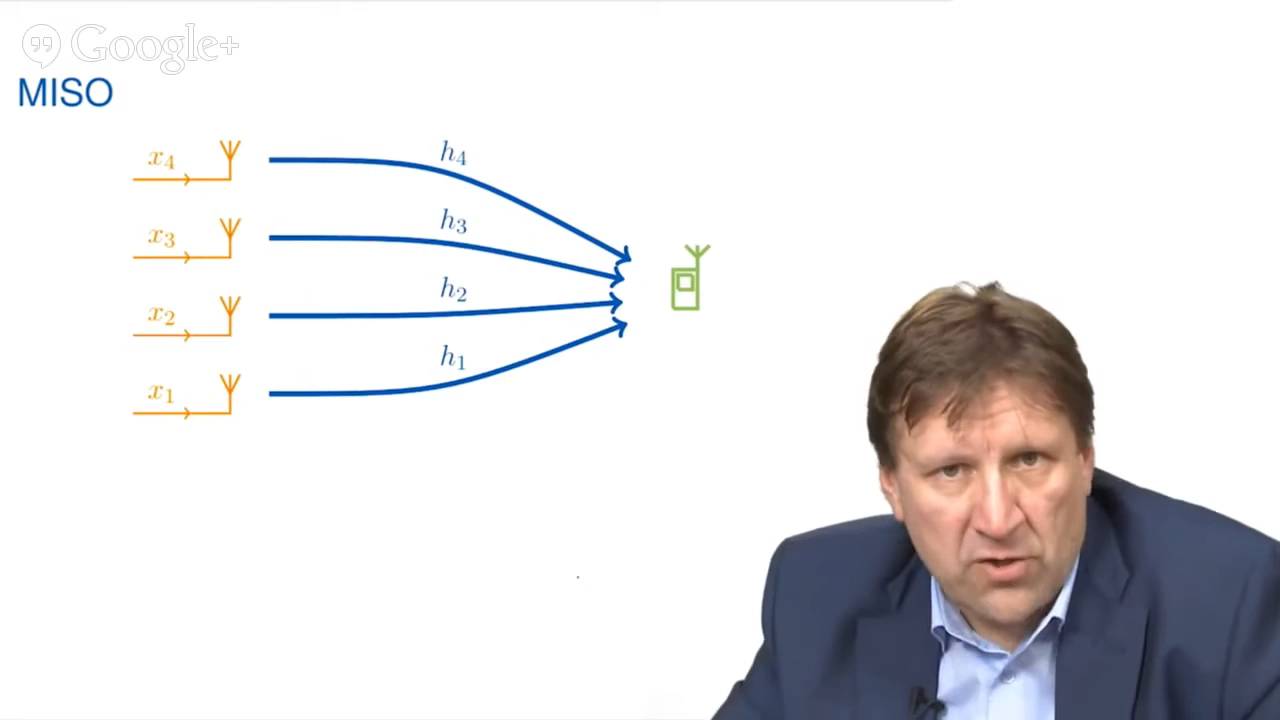 Google+
MISO
x₄
h₄
x₃
h₃
x₂
h₂
x₁
h₁